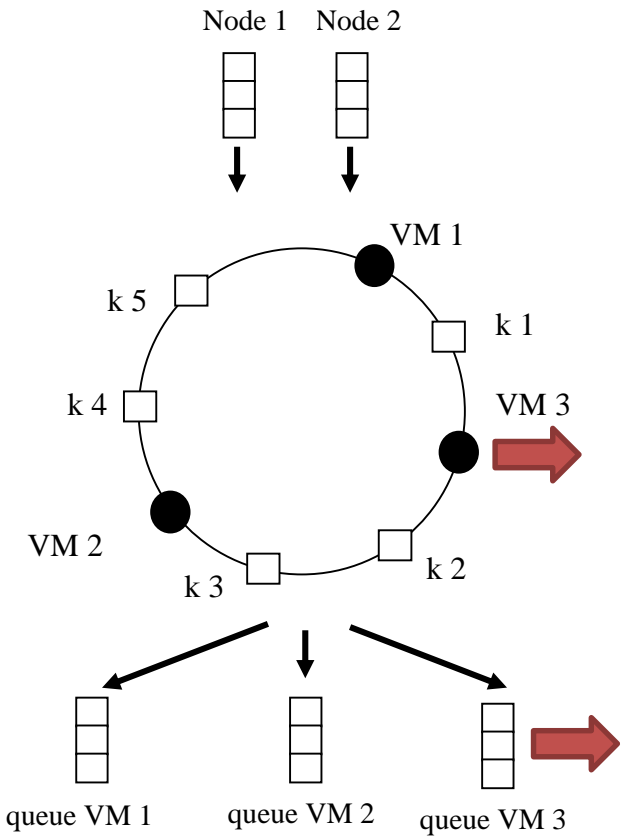 Node 1 Node 2
VM 1
k 5
k 1
k 4
VM 3
VM 2
k 2
k 3
queue VM 1
queue VM 2
queue VM 3